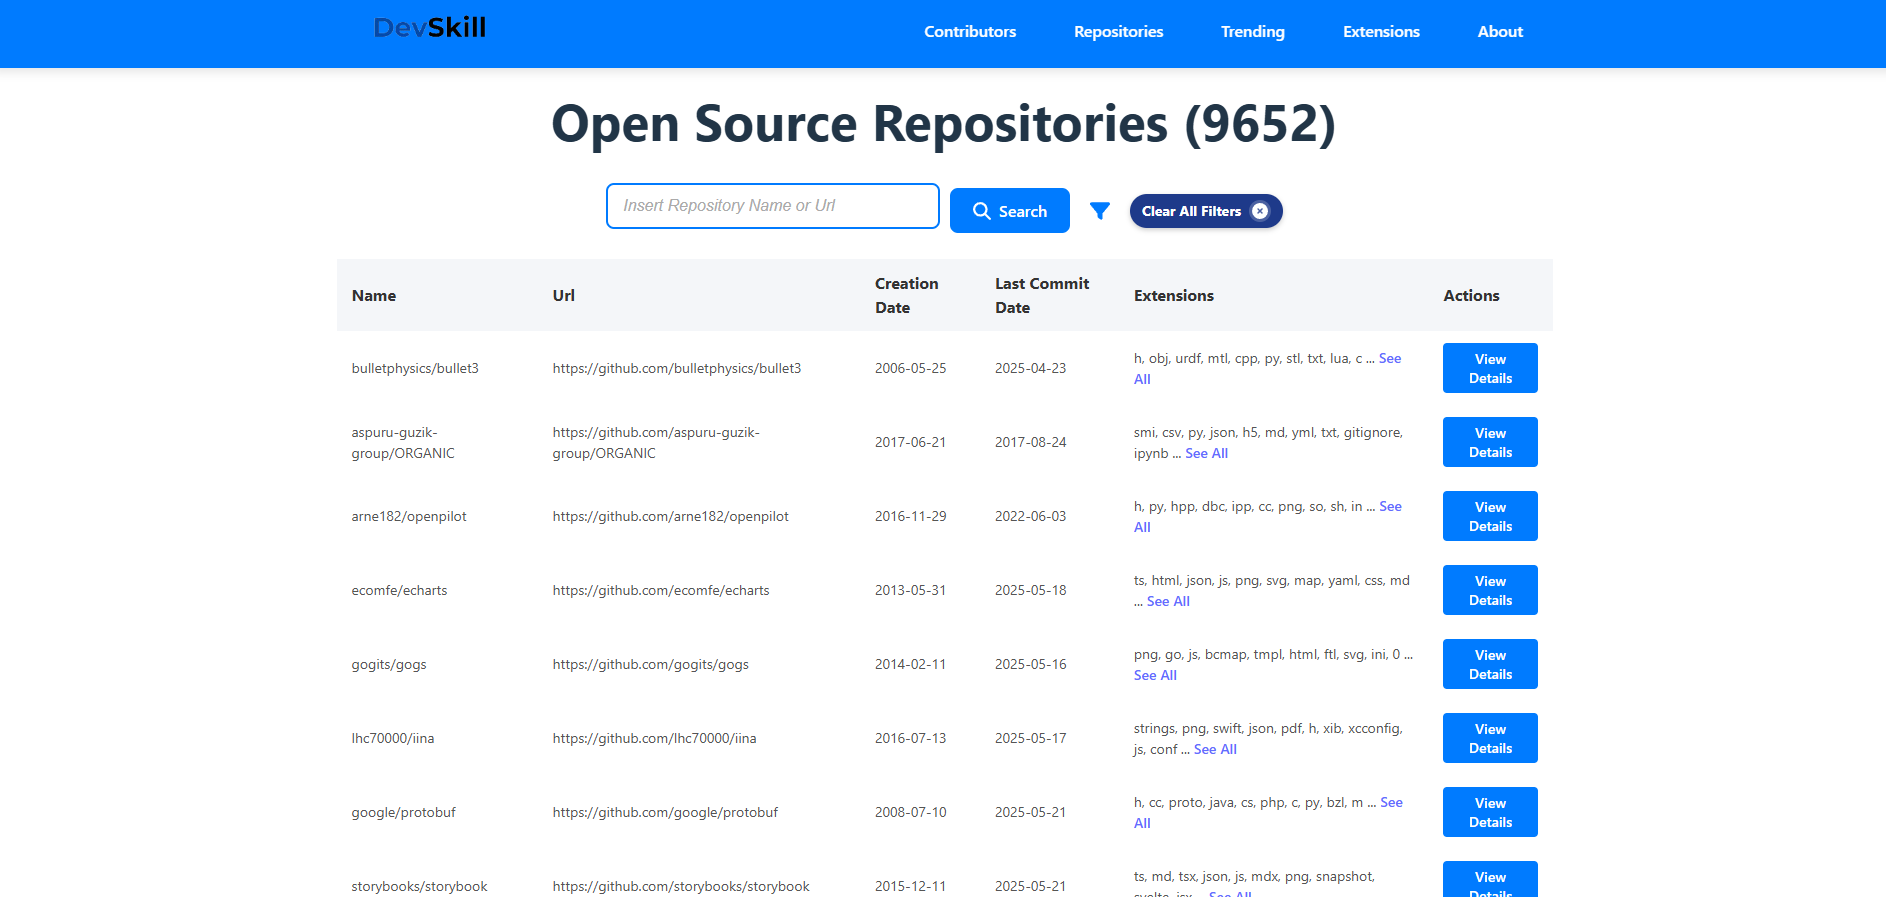 DevSkill
Contributors Repositories Trending Extensions About
Open Source Repositories (9652)
Insert Repository Name or Url Search Clear All Filters
Name Url Creation Date Last Commit Date Extensions Actions
bulletphysics/bullet3 https://github.com/bulletphysics/bullet3 2006-05-25 2025-04-23 h, obj, urdf, mtl, cpp, py, stl, txt, lua, c ... See All View Details
aspuru-guzik-group/ORGANIC https://github.com/aspuru-guzik-group/ORGANIC 2017-06-21 2017-08-24 smi, csv, py, json, h5, md, yml, txt, gitignore, ipynb ... See All View Details
arne182/openpilot https://github.com/arne182/openpilot 2016-11-29 2022-06-03 h, py, hpp, dbc, ipp, cc, png, so, sh, in ... See All View Details
ecomfe/echarts https://github.com/ecomfe/echarts 2013-05-31 2025-05-18 ts, html, json, js, png, svg, map, yaml, css, md ... See All View Details
gogits/gogs https://github.com/gogits/gogs 2014-02-11 2025-05-16 png, go, js, bcmap, tmpl, html, ftl, svg, ini, 0 ... See All View Details
lhc70000/iina https://github.com/lhc70000/iina 2016-07-13 2025-05-17 strings, png, swift, json, pdf, h, xib, xcconfig, js, conf ... See All View Details
google/protobuf https://github.com/google/protobuf 2008-07-10 2025-05-21 h, cc, proto, java, cs, php, c, py, bzl, m ... See All View Details
storybooks/storybook https://github.com/storybooks/storybook 2015-12-11 2025-05-21 ts, md, tsx, json, js, mdx, png, snapshot, svelte, jsx ... See All View Details